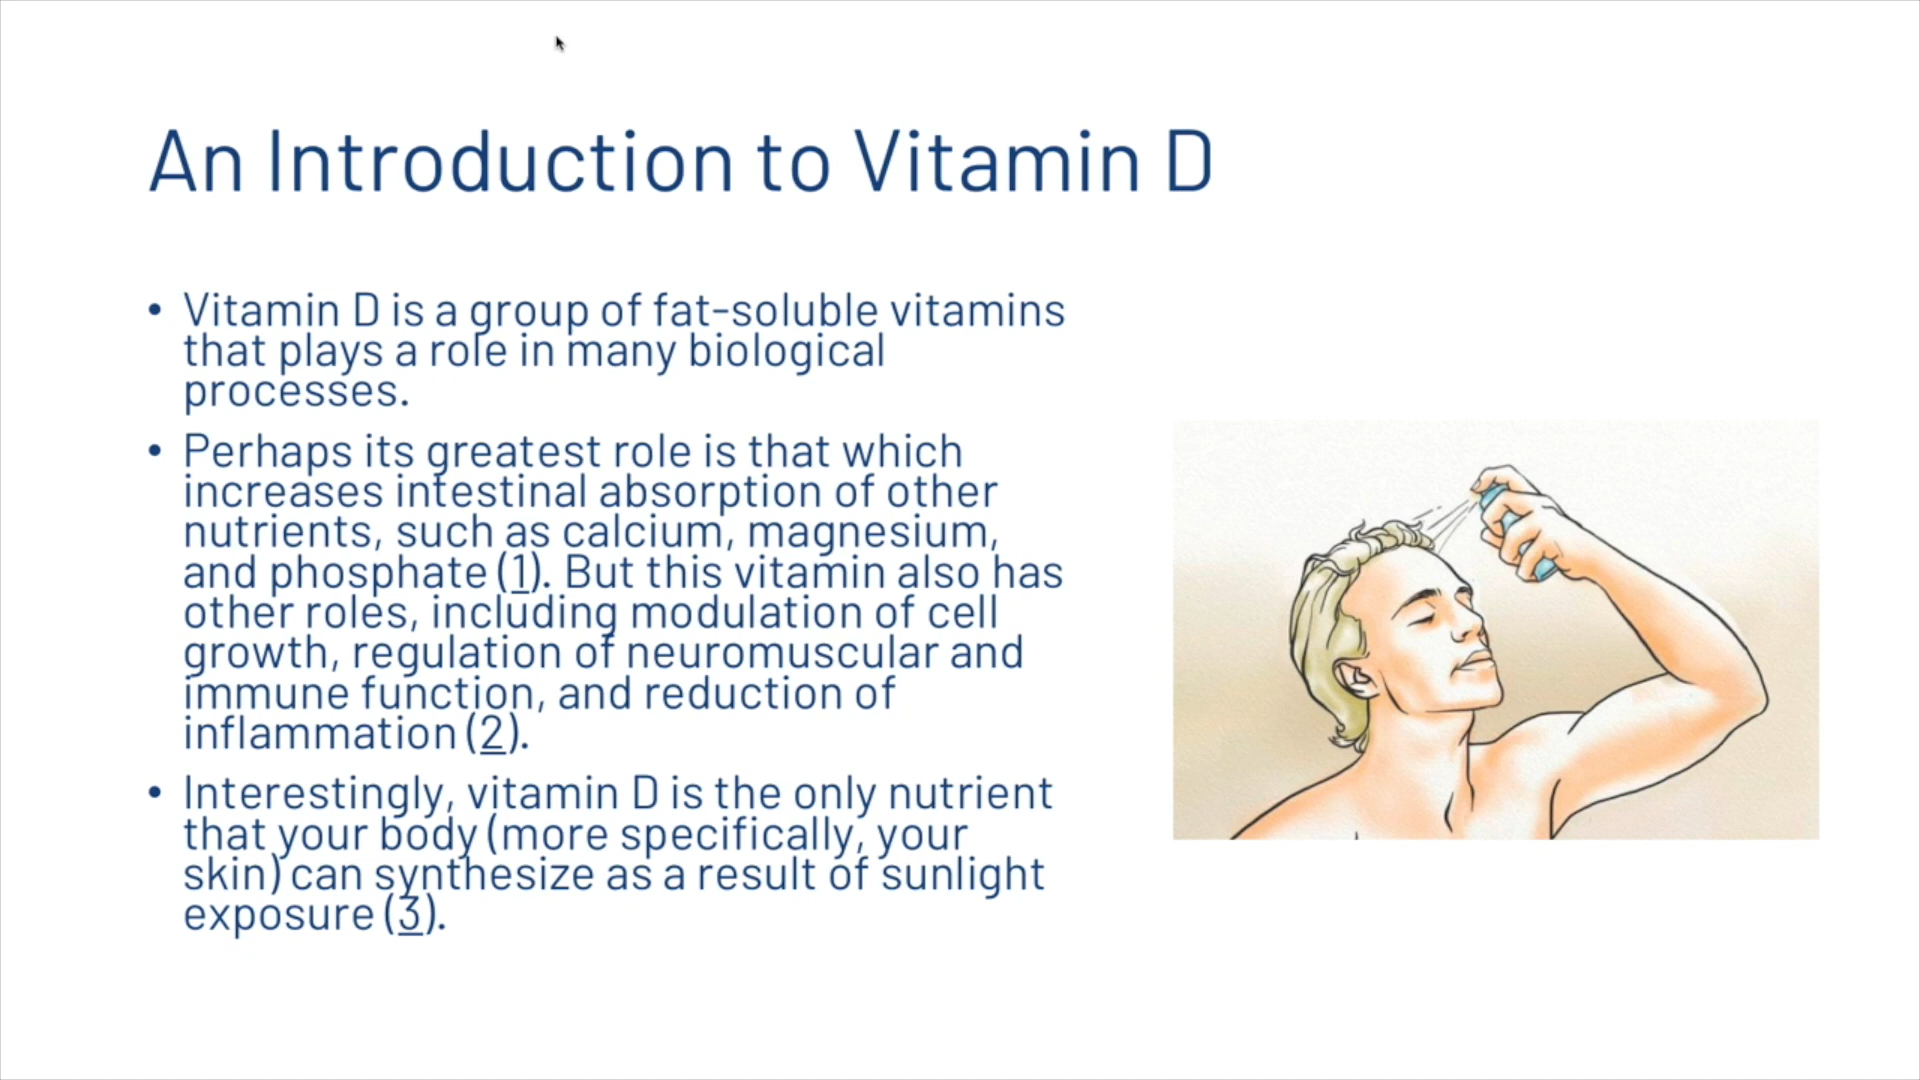 An Introduction to Vitamin D
• Vitamin D is a group of fat-soluble vitamins
that plays a role in many biological
processes.
• Perhaps its greatest role is that which
increases intestinal absorption of other
nutrients, such as calcium, magnesium,
and phosphate (1). But this vitamin also has
other roles, including modulation of cell
growth, regulation of neuromuscular and
immune function, and reduction of
inflammation (2).
• Interestingly, vitamin D is the only nutrient
that your body (more specifically, your
skin) can synthesize as a result of sunlight
exposure (3).